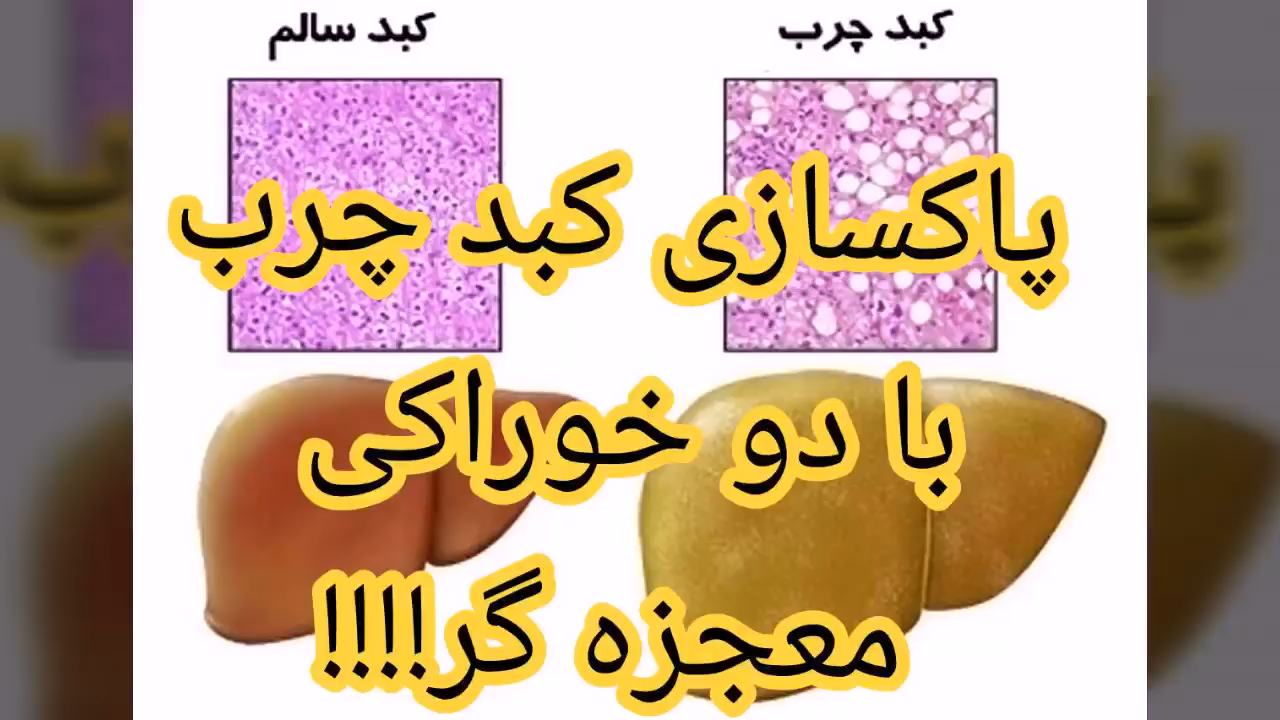 کبد چرب
کبد سالم
پاکسازی کبد چرب
با دو خوراکی
معجزه گر!!!!